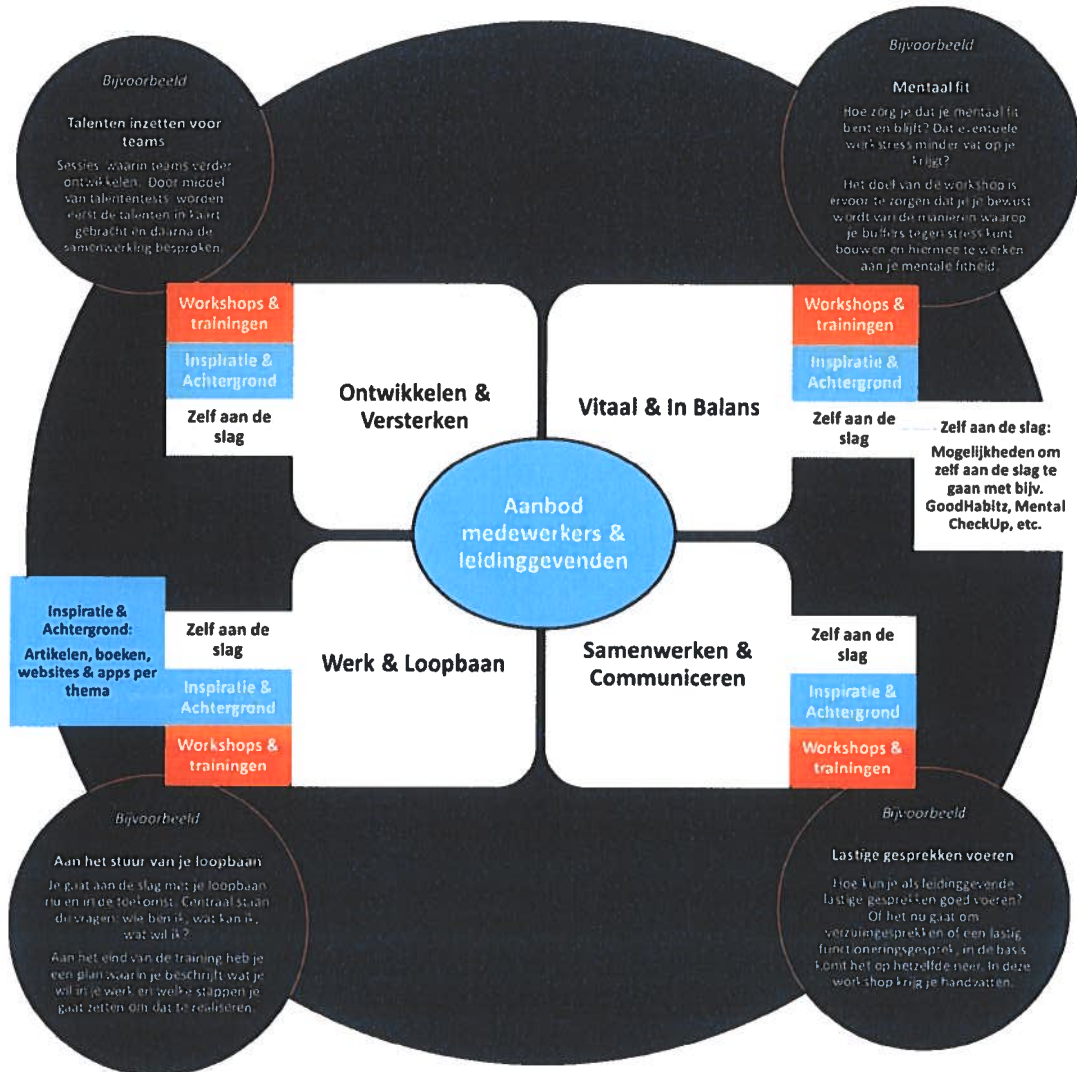 Bijvoorbeeld
Talenten inzetten voor
teams
Sessies waarin teams verder
ontwikkelen. Door middel
van talententests worden
eerst de talenten in kaart
gebracht en daarna de
samenwerking besproken.
Bijvoorbeeld
Mentaal fit
Hoe zorg je dat je mentaal fit
bent en blijft? Dat eventuele
werkstress minder vat op je
krijgt?
Het doel van de workshop is
ervoor te zorgen dat je je bewust
wordt van de manieren waarop
je buffers tegen stress kunt
bouwen en hiermee te werken
aan je mentale fitheid
Workshops &
trainingen
Inspiratie &
Achtergrond
Zelf aan de
slag
Ontwikkelen &
Versterken
Vitaal & In Balans
Workshops &
trainingen
Inspiratie &
Achtergrond
Zelf aan de
slag
Zelf aan de slag:
Mogelijkheden om
zelf aan de slag te
gaan met bijv.
GoodHabitz, Mental
CheckUp, etc.
Aanbod
medewerkers &
leidinggevenden
Inspiratie &
Achtergrond:
Artikelen, boeken,
websites & apps per
thema
Zelf aan de
slag
Inspiratie &
Achtergrond
Workshops &
trainingen
Werk & Loopbaan
Samenwerken &
Communiceren
Zelf aan de
slag
Inspiratie &
Achtergrond
Workshops &
trainingen
Bijvoorbeeld
Aan het stuur van je loopbaan
Je gaat aan de slag met je loopbaan
nu en in de toekomst. Centraal staan
de vragen: wie ben ik, wat kan ik,
wat wil ik?
Aan het eind van de training heb je
een plan waarin je beschrijft wat je
wil in je werk en welke stappen je
gaat zetten om dat te realiseren.
Bijvoorbeeld
Lastige gesprekken voeren
Hoe kun je als leidinggevende
lastige gesprekken goed voeren?
Of het nu gaat om
verzuimgesprekken of een lastig
functioneringsgesprek, in de basis
komt het op hetzelfde neer. In deze
workshop krijg je handvatten.